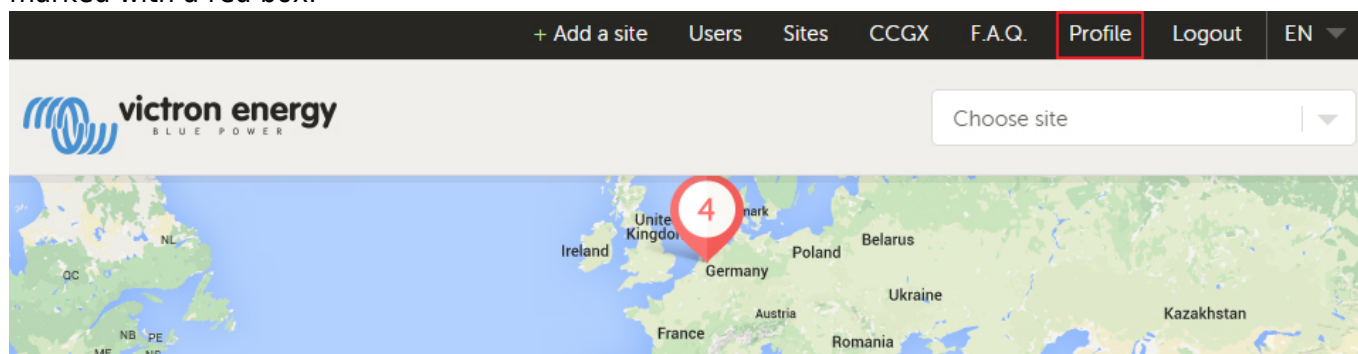 + Add a site Users Sites CCGX F.A.Q. Profile Logout EN
victron energy
BLUE POWER
Choose site
4
United
Kingdom
Ireland
Poland
Belarus
Germany
NL
QC
Ukraine
Austria
Kazakhstan
NB PE
France
Romania